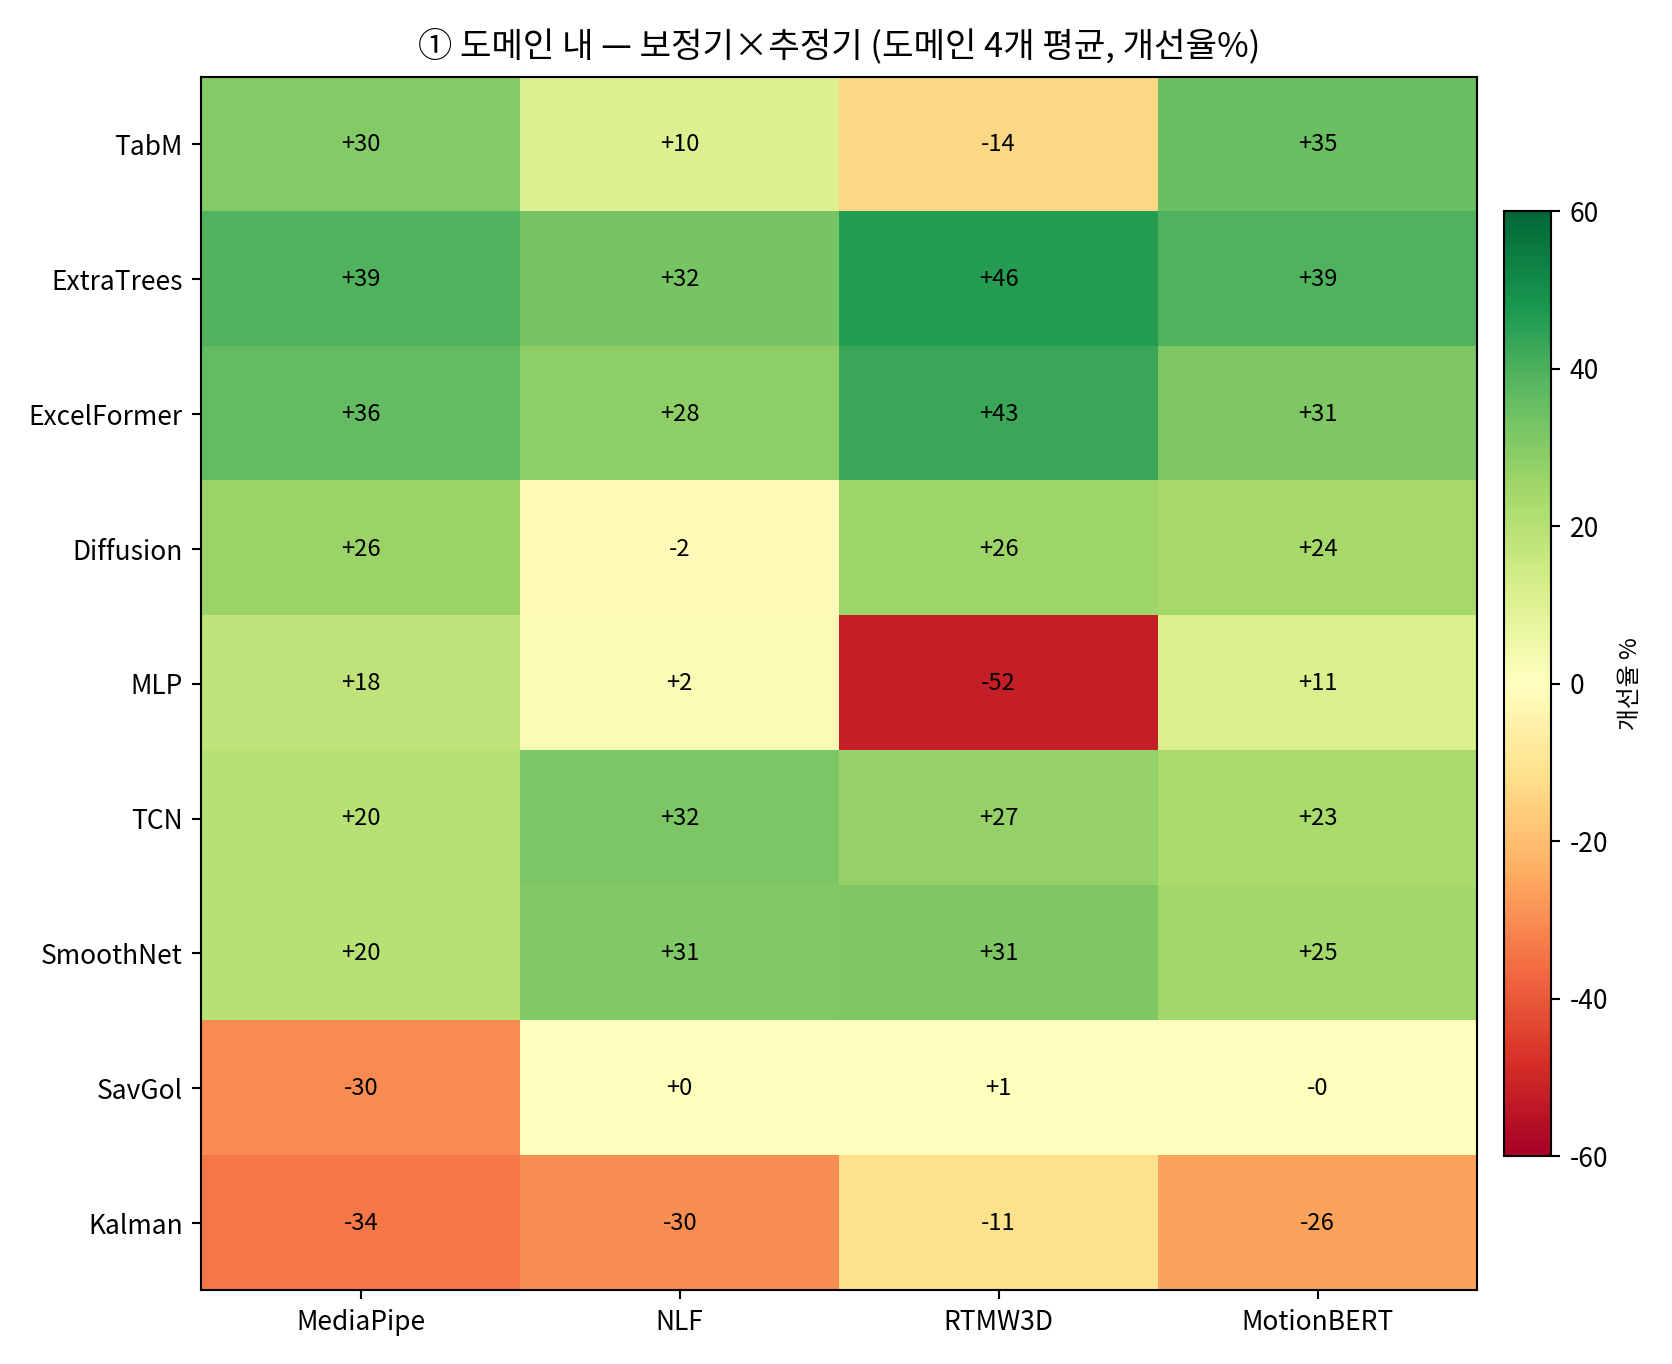 ① 도메인 내 — 보정기×추정기 (도메인 4개 평균, 개선율%)
TabM +30 +10 -14 +35
ExtraTrees +39 +32 +46 +39
ExcelFormer +36 +28 +43 +31
Diffusion +26 -2 +26 +24
MLP +18 +2 -52 +11
TCN +20 +32 +27 +23
SmoothNet +20 +31 +31 +25
SavGol -30 +0 +1 -0
Kalman -34 -30 -11 -26
MediaPipe NLF RTMW3D MotionBERT
60
40
20
0
-20
-40
-60
개선율 %